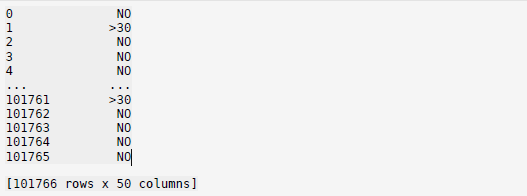 0 NO
1 >30
2 NO
3 NO
4 NO
... ...
101761 >30
101762 NO
101763 NO
101764 NO
101765 NO
[101766 rows x 50 columns]